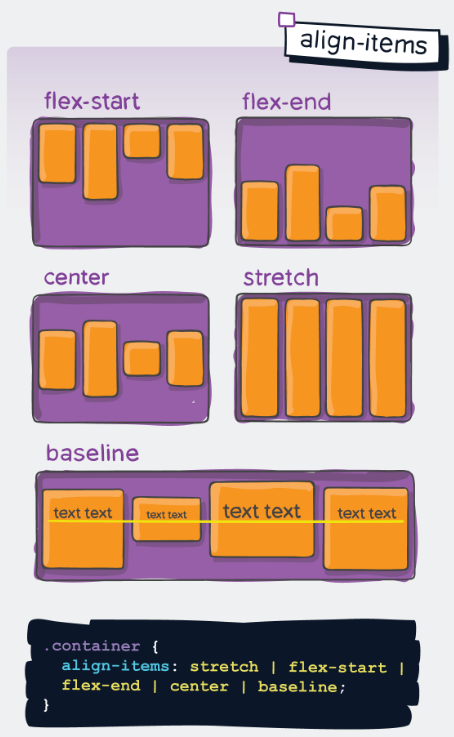 align-items
flex-start
flex-end
center
stretch
baseline
text text
text text
text text
text text
.container {
  align-items: stretch | flex-start |
  flex-end | center | baseline;
}